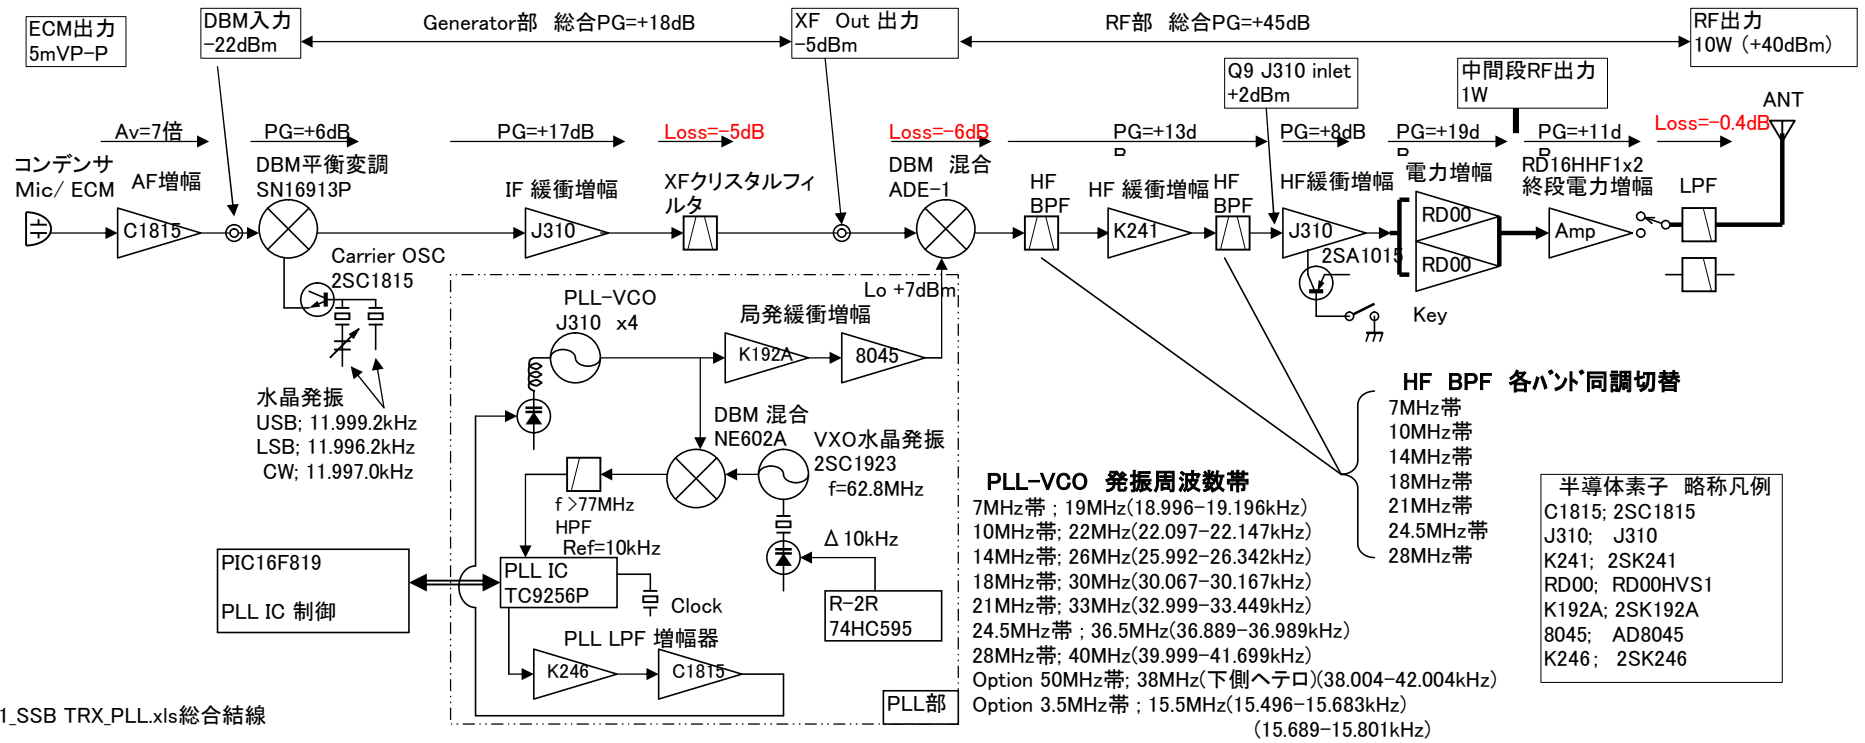 ECM出力
5mVP-P
DBM入力
-22dBm
Generator部　総合PG=+18dB
XF　Out 出力
-5dBm
RF部　総合PG=+45dB
RF出力
10W（+40dBm）
Q9 J310 inlet
+2dBm
中間段RF出力
1W
ANT
Av=7倍
PG=+6dB
PG=+17dB
Loss=-5dB
Loss=-6dB
PG=+13d
B
PG=+8dB
PG=+19d
B
PG=+11d
B
Loss=-0.4dB
コンデンサ
Mic/ ECM
AF増幅
DBM平衡変調
SN16913P
IF 緩衝増幅
XFクリスタルフィ
ルタ
DBM　混合
ADE-1
HF
BPF
HF 緩衝増幅
HF
BPF
HF緩衝増幅
電力増幅
RD16HHF1x2
終段電力増幅
LPF
C1815
J310
K241
J310
RD00
RD00
Amp
2SA1015
Key
Carrier OSC
2SC1815
水晶発振
USB; 11.999.2kHz
LSB; 11.996.2kHz
CW; 11.997.0kHz
Lo +7dBm
PLL-VCO
J310　x4
局発緩衝増幅
K192A
8045
DBM 混合
NE602A
VXO水晶発振
2SC1923
f=62.8MHz
f >77MHz
HPF
Ref=10kHz
Δ10kHz
PIC16F819
PLL IC 制御
PLL IC
TC9256P
Clock
R-2R
74HC595
PLL LPF 増幅器
K246
C1815
PLL部
HF　BPF　各バンド同調切替
7MHz帯
10MHz帯
14MHz帯
18MHz帯
21MHz帯
24.5MHz帯
28MHz帯
PLL-VCO　発振周波数帯
7MHz帯 ; 19MHz(18.996-19.196kHz)
10MHz帯; 22MHz(22.097-22.147kHz)
14MHz帯; 26MHz(25.992-26.342kHz)
18MHz帯; 30MHz(30.067-30.167kHz)
21MHz帯; 33MHz(32.999-33.449kHz)
24.5MHz帯 ; 36.5MHz(36.889-36.989kHz)
28MHz帯; 40MHz(39.999-41.699kHz)
Option 50MHz帯; 38MHz(下側ヘテロ)(38.004-42.004kHz)
Option 3.5MHz帯 ; 15.5MHz(15.496-15.683kHz)
(15.689-15.801kHz)
半導体素子　略称凡例
C1815; 2SC1815
J310;　J310
K241;　2SK241
RD00;　RD00HVS1
K192A; 2SK192A
8045;　AD8045
K246;　2SK246
1_SSB TRX_PLL.xls総合結線